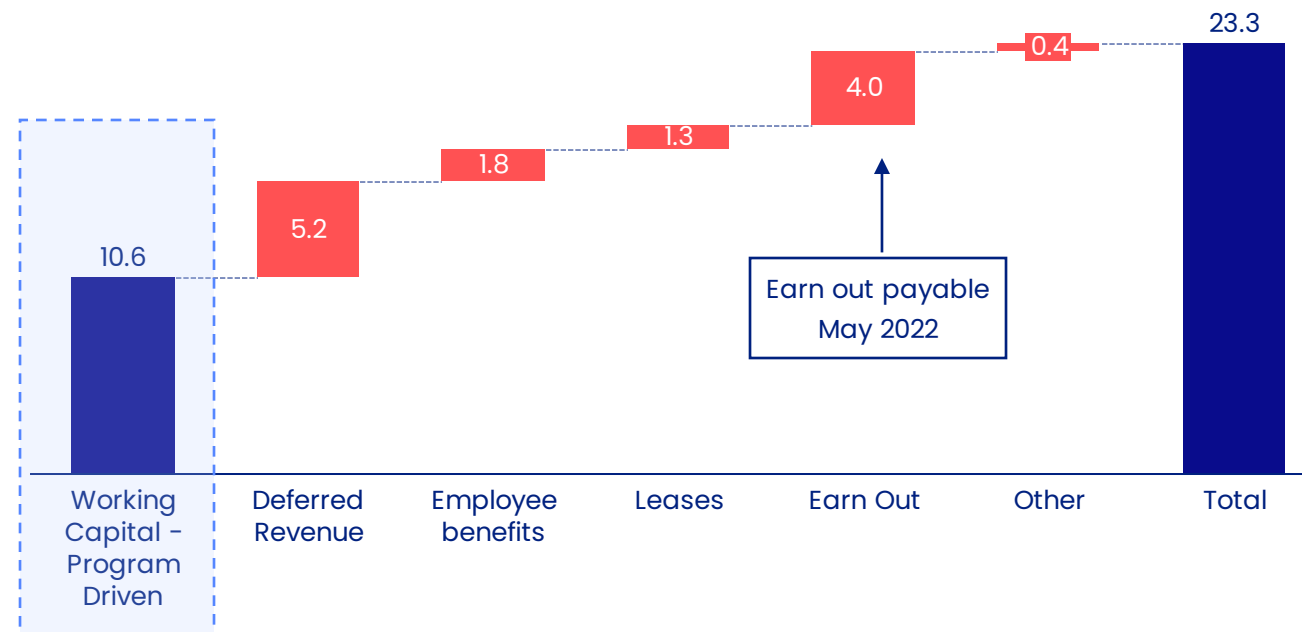 23.3
0.4
4.0
1.3
1.8
5.2
10.6
Earn out payable
May 2022
Working
Capital -
Program
Driven
Deferred
Revenue
Employee
benefits
Leases
Earn Out
Other
Total